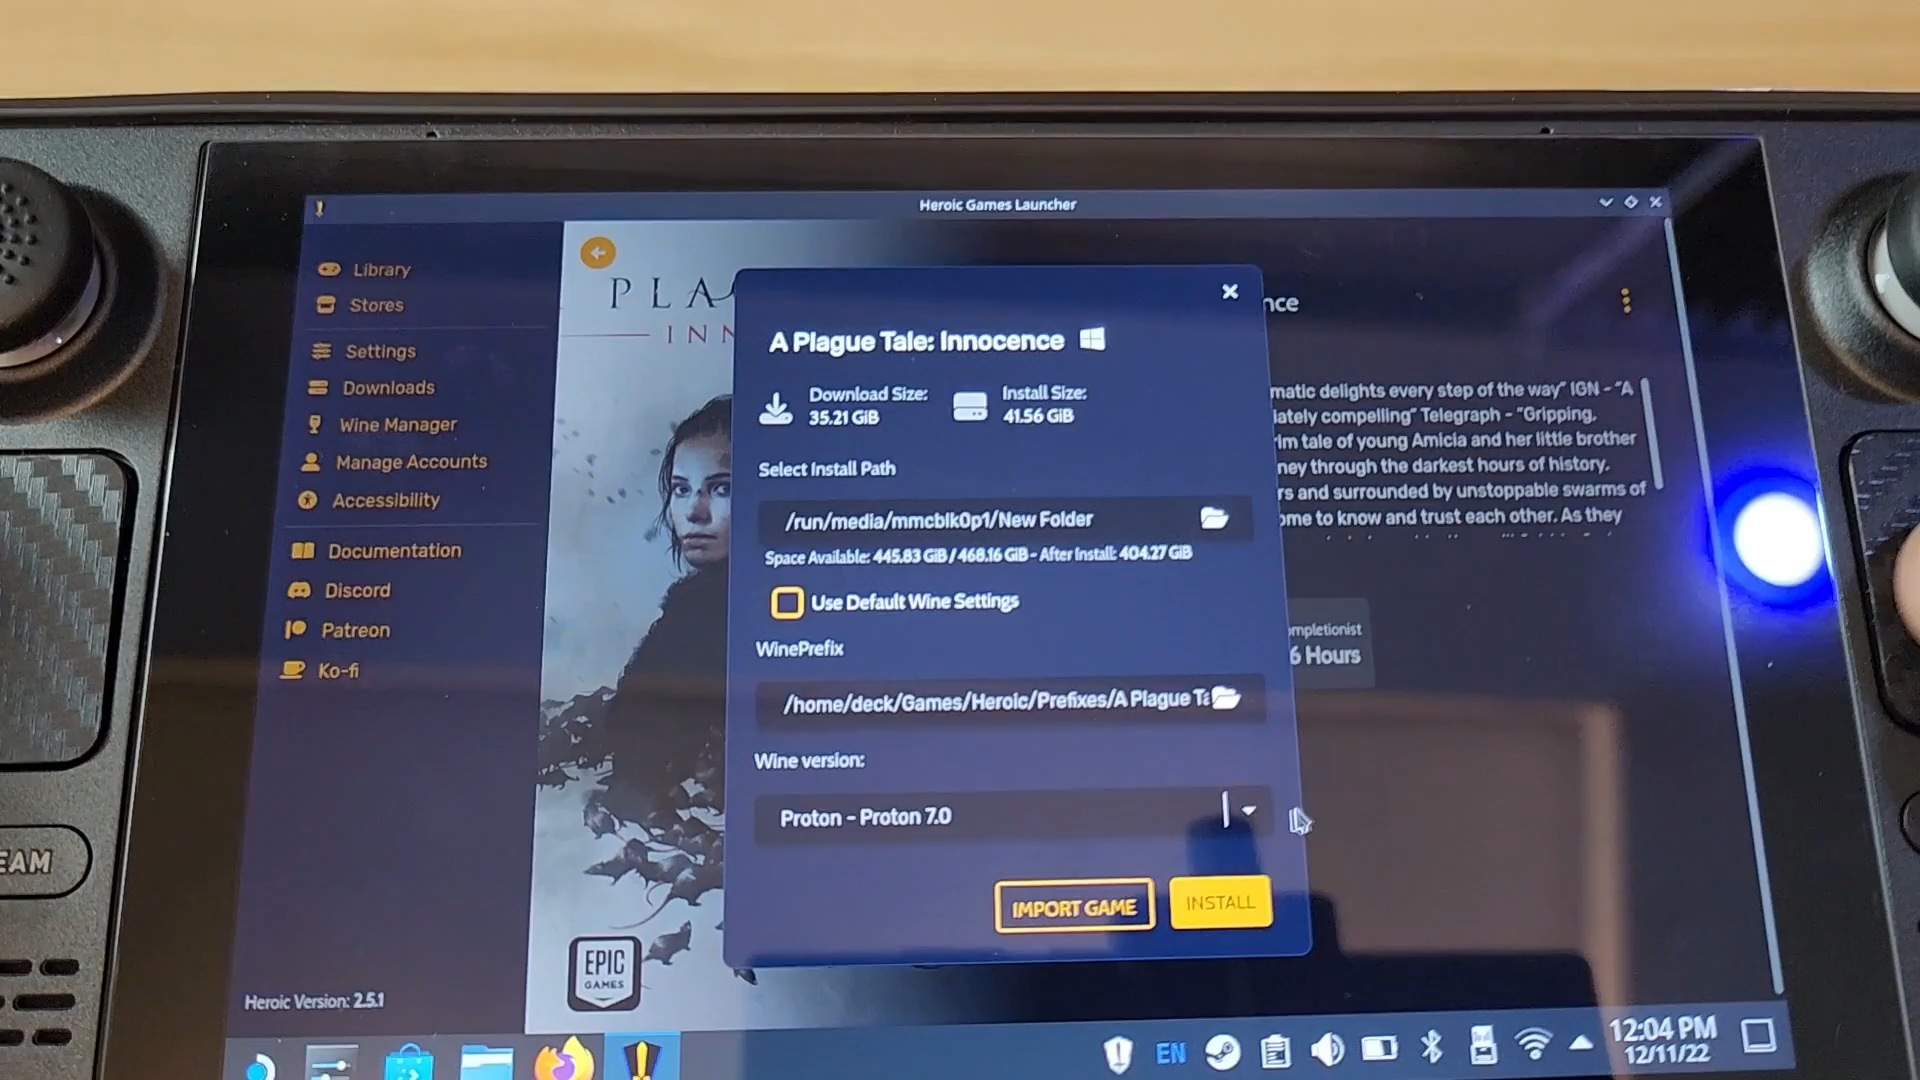 Heroic Games Launcher
Library
Stores
Settings
Downloads
Wine Manager
Manage Accounts
Accessibility
Documentation
Discord
Patreon
Ko-fi
Heroic Version: 2.5.1
PLA
INN
EPIC
GAMES
A Plague Tale: Innocence
Download Size:
35.21 GiB
Install Size:
41.56 GiB
Select Install Path
/run/media/mmcblk0p1/New Folder
Space Available: 445.83 GiB / 468.16 GiB - After Install: 404.27 GiB
Use Default Wine Settings
WinePrefix
/home/deck/Games/Heroic/Prefixes/A Plague Ta
Wine version:
Proton - Proton 7.0
IMPORT GAME
INSTALL
nce
matic delights every step of the way" IGN - "A
iately compelling" Telegraph - "Gripping,
im tale of young Amicia and her little brother
ney through the darkest hours of history.
rs and surrounded by unstoppable swarms of
ome to know and trust each other. As they
ompletionist
6 Hours
EAM
EN
12:04 PM
12/11/22